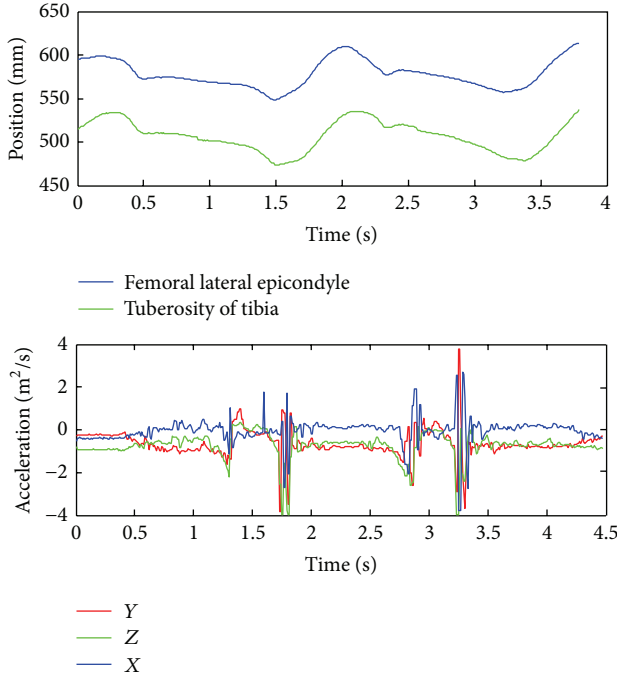 650
600
550
500
450
Position (mm)
0 0.5 1 1.5 2 2.5 3 3.5 4
Time (s)
Femoral lateral epicondyle
Tuberosity of tibia
4
2
0
−2
−4
Acceleration (m²/s)
0 0.5 1 1.5 2 2.5 3 3.5 4 4.5
Time (s)
Y
Z
X